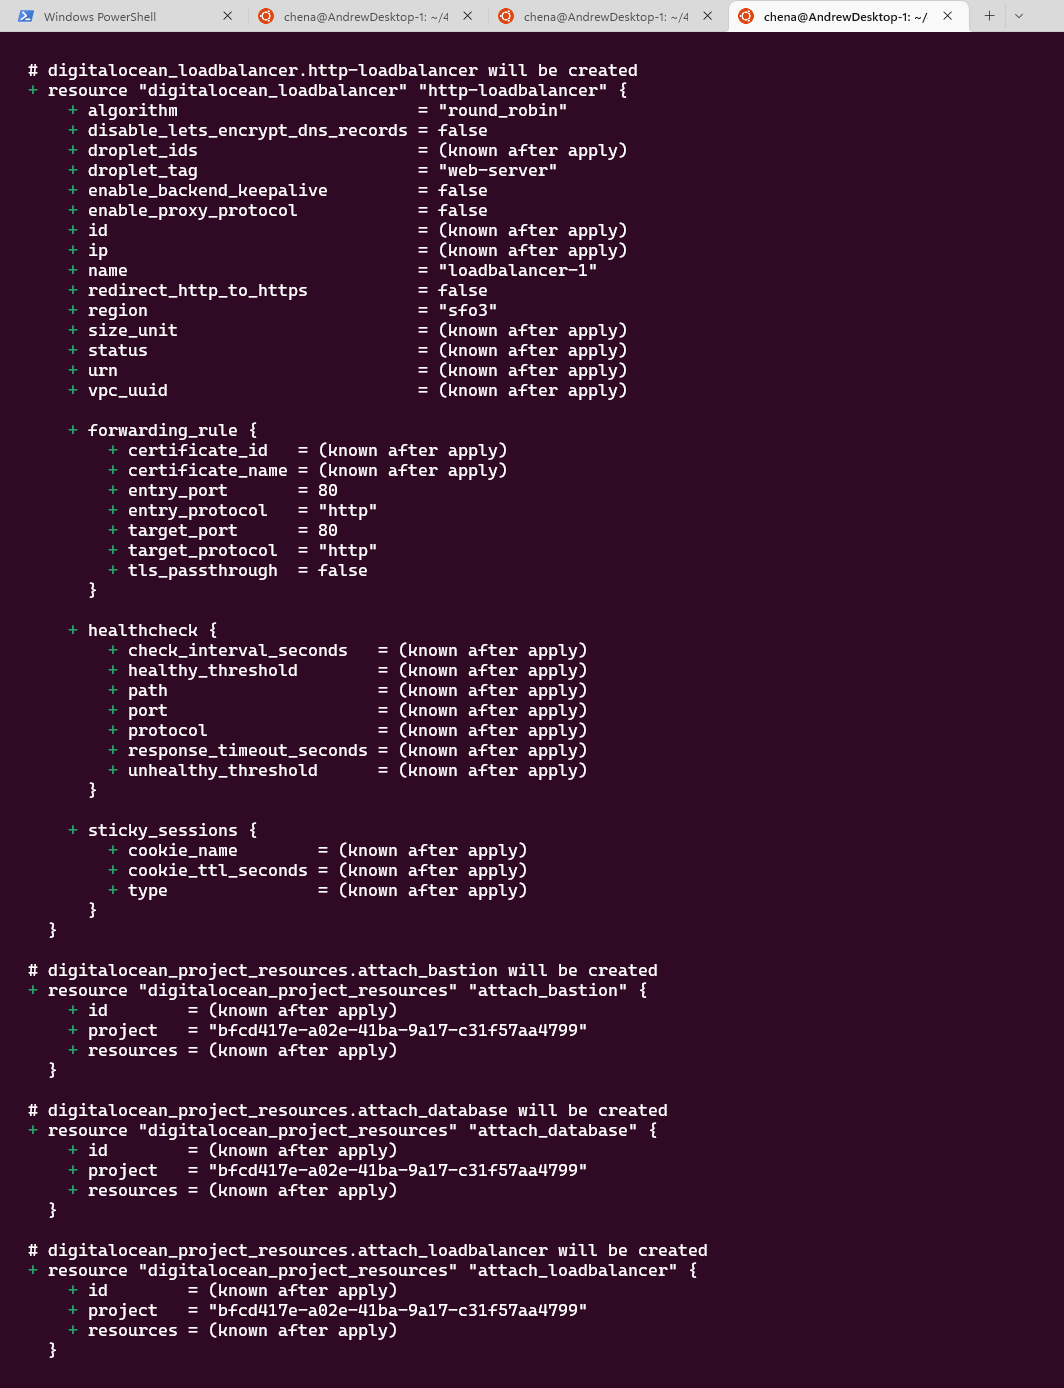 Windows PowerShell
chena@AndrewDesktop-1: ~/4
chena@AndrewDesktop-1: ~/4
chena@AndrewDesktop-1: ~/
# digitalocean_loadbalancer.http-loadbalancer will be created
+ resource "digitalocean_loadbalancer" "http-loadbalancer" {
    + algorithm                        = "round_robin"
    + disable_lets_encrypt_dns_records = false
    + droplet_ids                      = (known after apply)
    + droplet_tag                      = "web-server"
    + enable_backend_keepalive         = false
    + enable_proxy_protocol            = false
    + id                               = (known after apply)
    + ip                               = (known after apply)
    + name                             = "loadbalancer-1"
    + redirect_http_to_https           = false
    + region                           = "sfo3"
    + size_unit                        = (known after apply)
    + status                           = (known after apply)
    + urn                              = (known after apply)
    + vpc_uuid                         = (known after apply)
    + forwarding_rule {
        + certificate_id   = (known after apply)
        + certificate_name = (known after apply)
        + entry_port       = 80
        + entry_protocol   = "http"
        + target_port      = 80
        + target_protocol  = "http"
        + tls_passthrough  = false
      }
    + healthcheck {
        + check_interval_seconds   = (known after apply)
        + healthy_threshold        = (known after apply)
        + path                     = (known after apply)
        + port                     = (known after apply)
        + protocol                 = (known after apply)
        + response_timeout_seconds = (known after apply)
        + unhealthy_threshold      = (known after apply)
      }
    + sticky_sessions {
        + cookie_name        = (known after apply)
        + cookie_ttl_seconds = (known after apply)
        + type               = (known after apply)
      }
  }
# digitalocean_project_resources.attach_bastion will be created
+ resource "digitalocean_project_resources" "attach_bastion" {
    + id        = (known after apply)
    + project   = "bfcd417e-a02e-41ba-9a17-c31f57aa4799"
    + resources = (known after apply)
  }
# digitalocean_project_resources.attach_database will be created
+ resource "digitalocean_project_resources" "attach_database" {
    + id        = (known after apply)
    + project   = "bfcd417e-a02e-41ba-9a17-c31f57aa4799"
    + resources = (known after apply)
  }
# digitalocean_project_resources.attach_loadbalancer will be created
+ resource "digitalocean_project_resources" "attach_loadbalancer" {
    + id        = (known after apply)
    + project   = "bfcd417e-a02e-41ba-9a17-c31f57aa4799"
    + resources = (known after apply)
  }